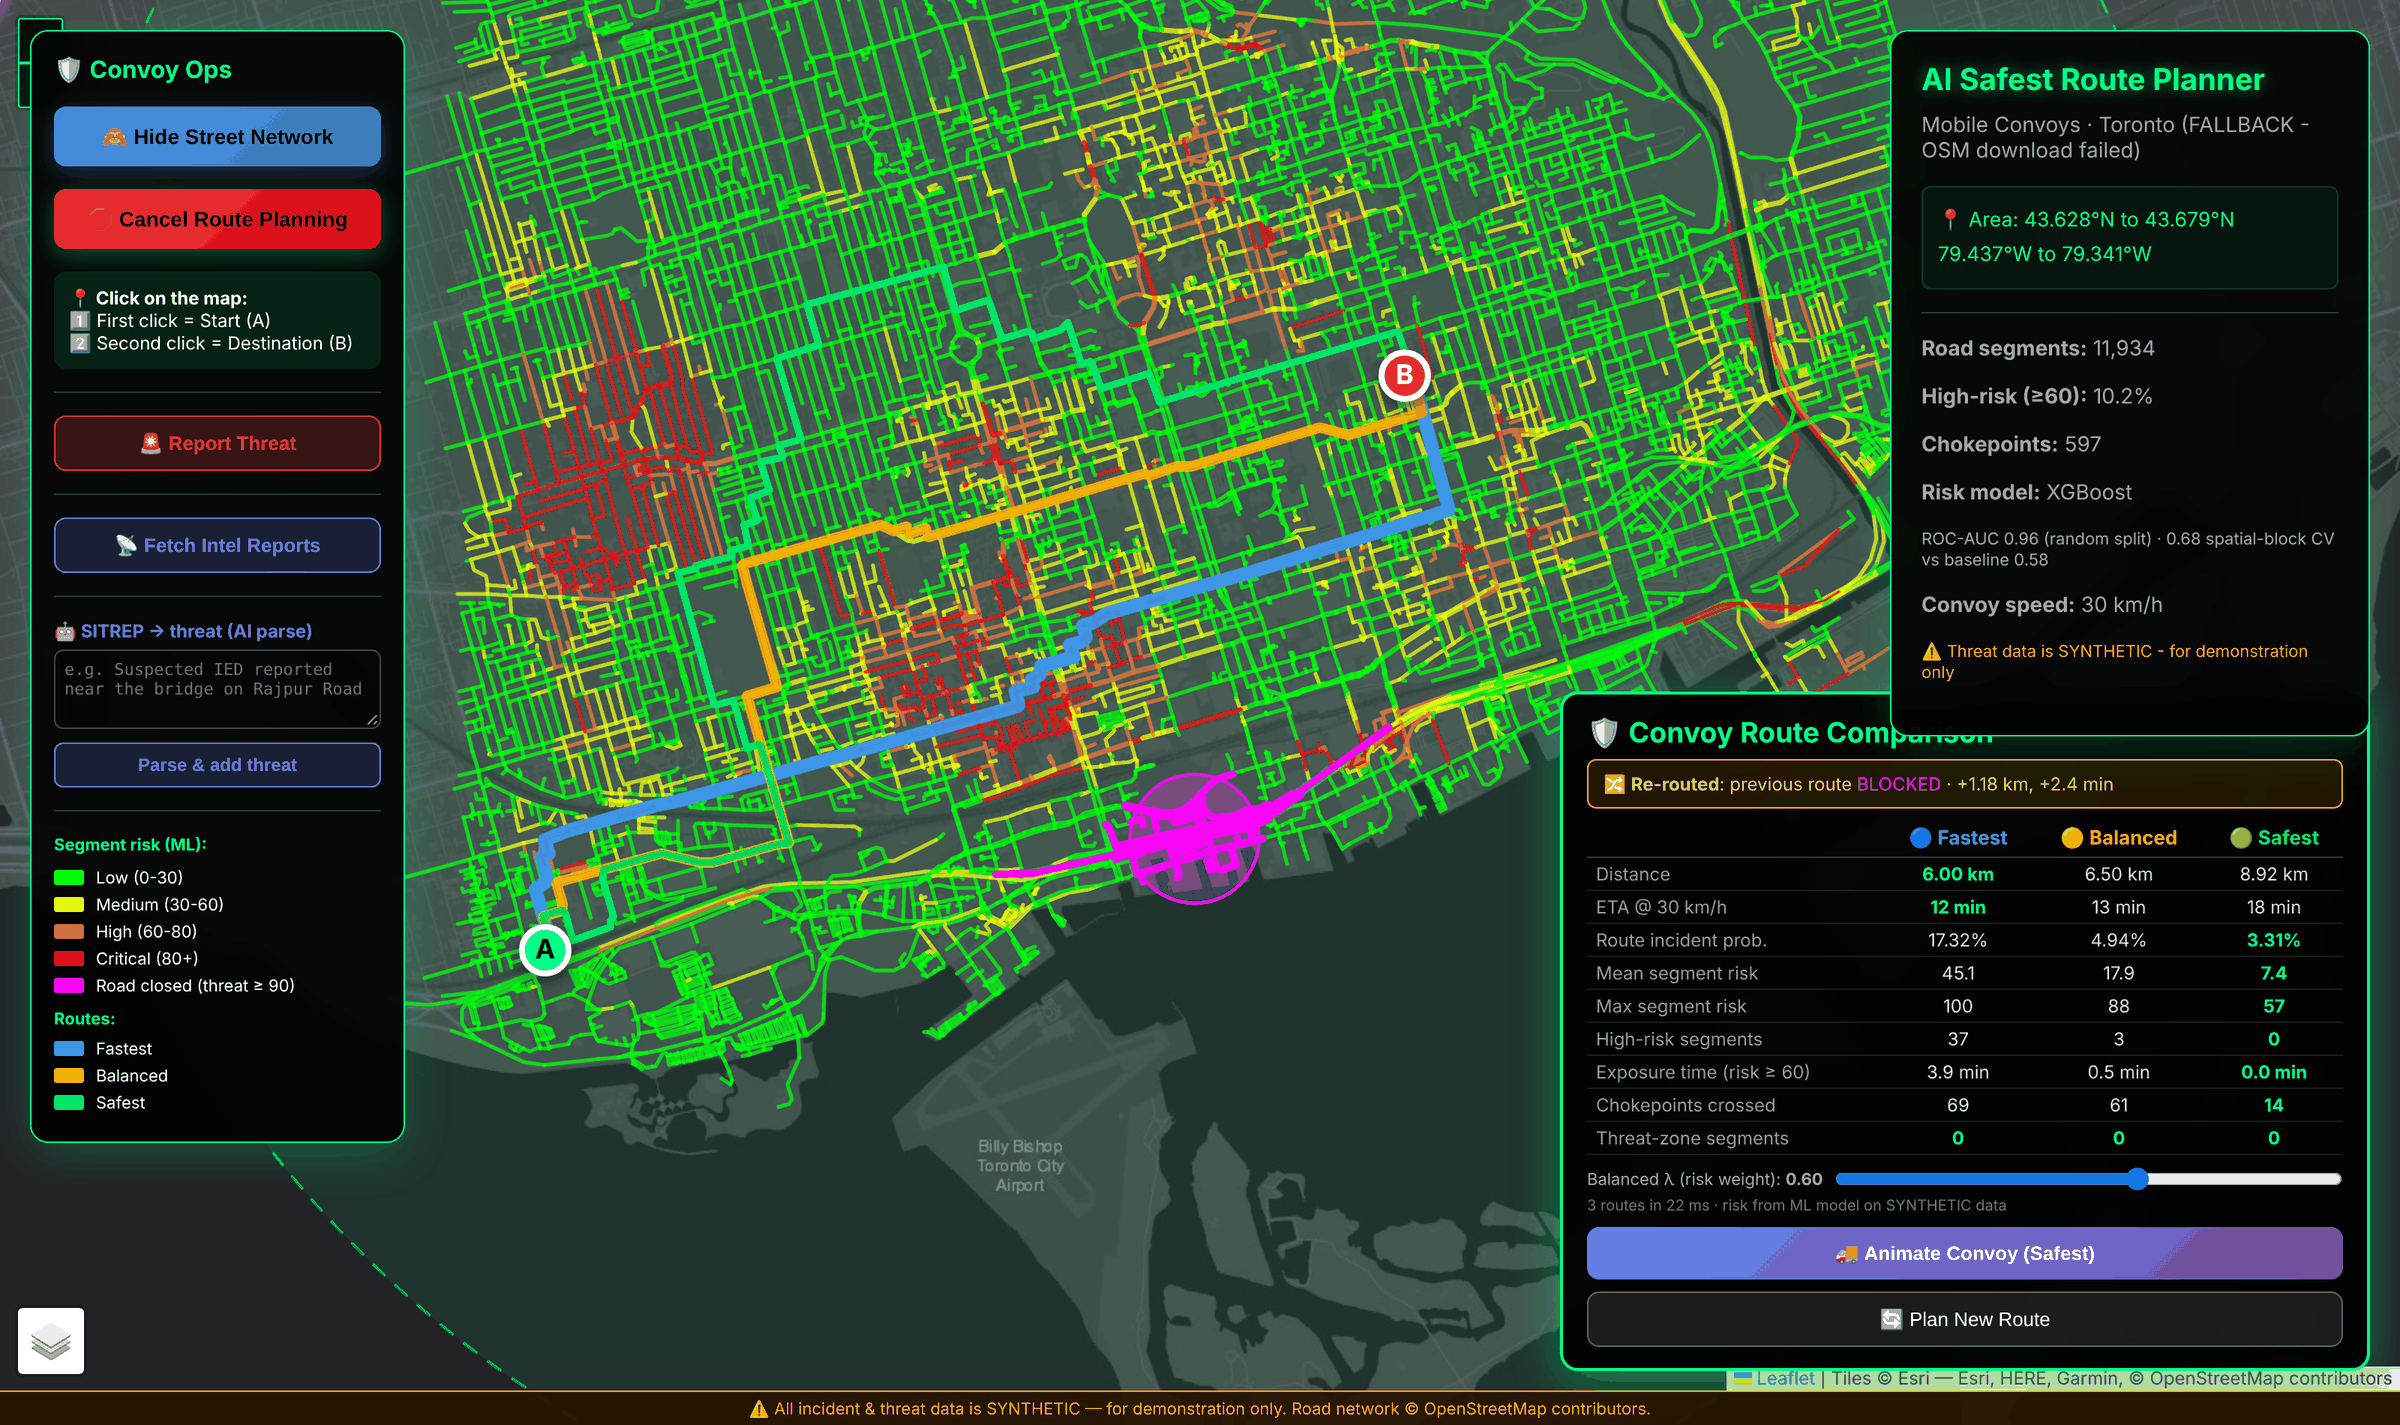 🛡️ Convoy Ops
🙈 Hide Street Network
Cancel Route Planning
📍 Click on the map:
1️⃣ First click = Start (A)
2️⃣ Second click = Destination (B)
🚨 Report Threat
📡 Fetch Intel Reports
🤖 SITREP → threat (AI parse)
e.g. Suspected IED reported
near the bridge on Rajpur Road
Parse & add threat
Segment risk (ML):
Low (0-30)
Medium (30-60)
High (60-80)
Critical (80+)
Road closed (threat ≥ 90)
Routes:
Fastest
Balanced
Safest
A
B
Billy Bishop
Toronto City
Airport
AI Safest Route Planner
Mobile Convoys · Toronto (FALLBACK -
OSM download failed)
📍 Area: 43.628°N to 43.679°N
79.437°W to 79.341°W
Road segments: 11,934
High-risk (≥60): 10.2%
Chokepoints: 597
Risk model: XGBoost
ROC-AUC 0.96 (random split) · 0.68 spatial-block CV
vs baseline 0.58
Convoy speed: 30 km/h
⚠️ Threat data is SYNTHETIC - for demonstration
only
🛡️ Convoy Route Comparison
🔀 Re-routed: previous route BLOCKED · +1.18 km, +2.4 min
🔵 Fastest 🟡 Balanced 🟢 Safest
Distance 6.00 km 6.50 km 8.92 km
ETA @ 30 km/h 12 min 13 min 18 min
Route incident prob. 17.32% 4.94% 3.31%
Mean segment risk 45.1 17.9 7.4
Max segment risk 100 88 57
High-risk segments 37 3 0
Exposure time (risk ≥ 60) 3.9 min 0.5 min 0.0 min
Chokepoints crossed 69 61 14
Threat-zone segments 0 0 0
Balanced λ (risk weight): 0.60
3 routes in 22 ms · risk from ML model on SYNTHETIC data
🚚 Animate Convoy (Safest)
🔄 Plan New Route
Leaflet | Tiles © Esri — Esri, HERE, Garmin, © OpenStreetMap contributors
⚠️ All incident & threat data is SYNTHETIC — for demonstration only. Road network © OpenStreetMap contributors.